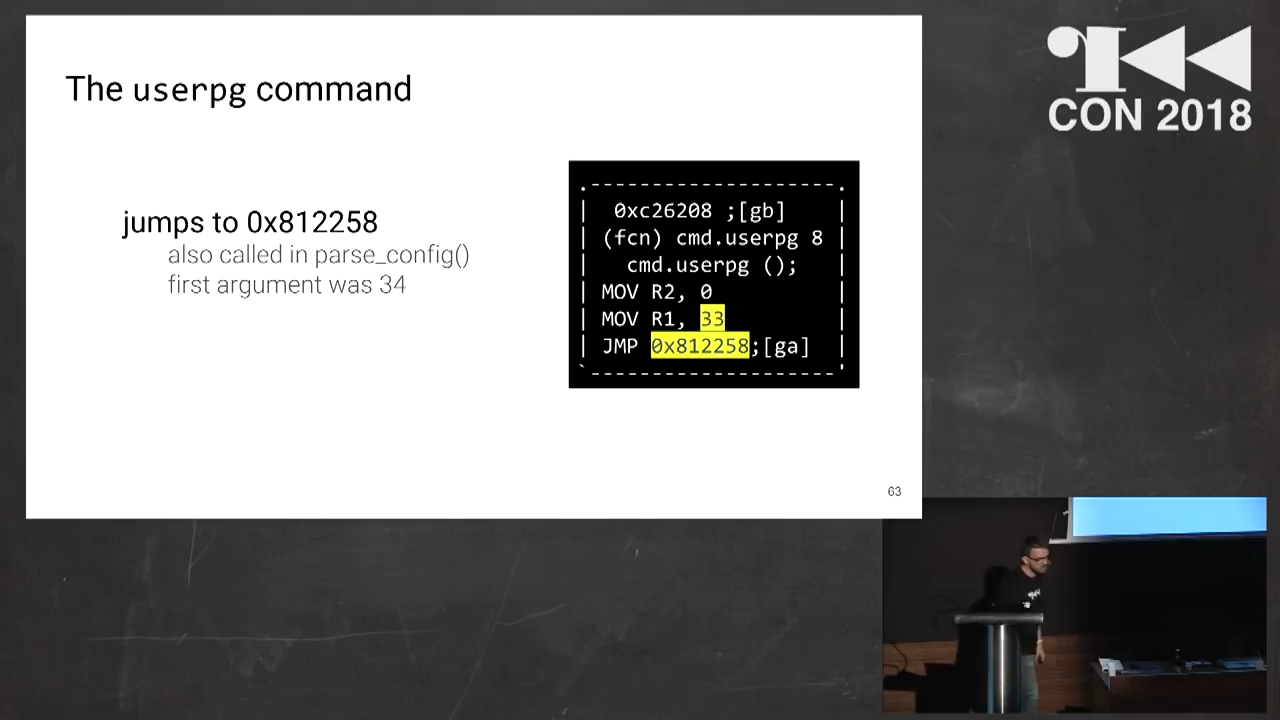 The userpg command
jumps to 0x812258
also called in parse_config()
first argument was 34
.--------------------.
| 0xc26208 ;[gb] |
| (fcn) cmd.userpg 8
| cmd.userpg (); |
| MOV R2, 0 |
| MOV R1, 33 |
| JMP 0x812258;[ga] |
`--------------------'
63
CON 2018